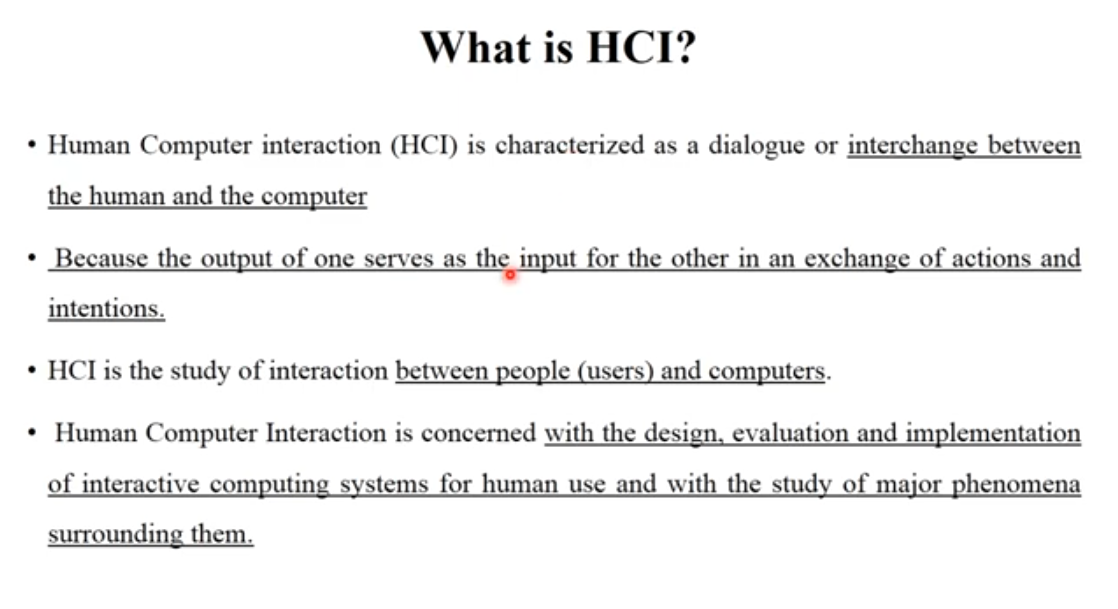 What is HCI?
• Human Computer interaction (HCI) is characterized as a dialogue or interchange between
the human and the computer
• Because the output of one serves as the input for the other in an exchange of actions and
intentions.
• HCI is the study of interaction between people (users) and computers.
• Human Computer Interaction is concerned with the design, evaluation and implementation
of interactive computing systems for human use and with the study of major phenomena
surrounding them.